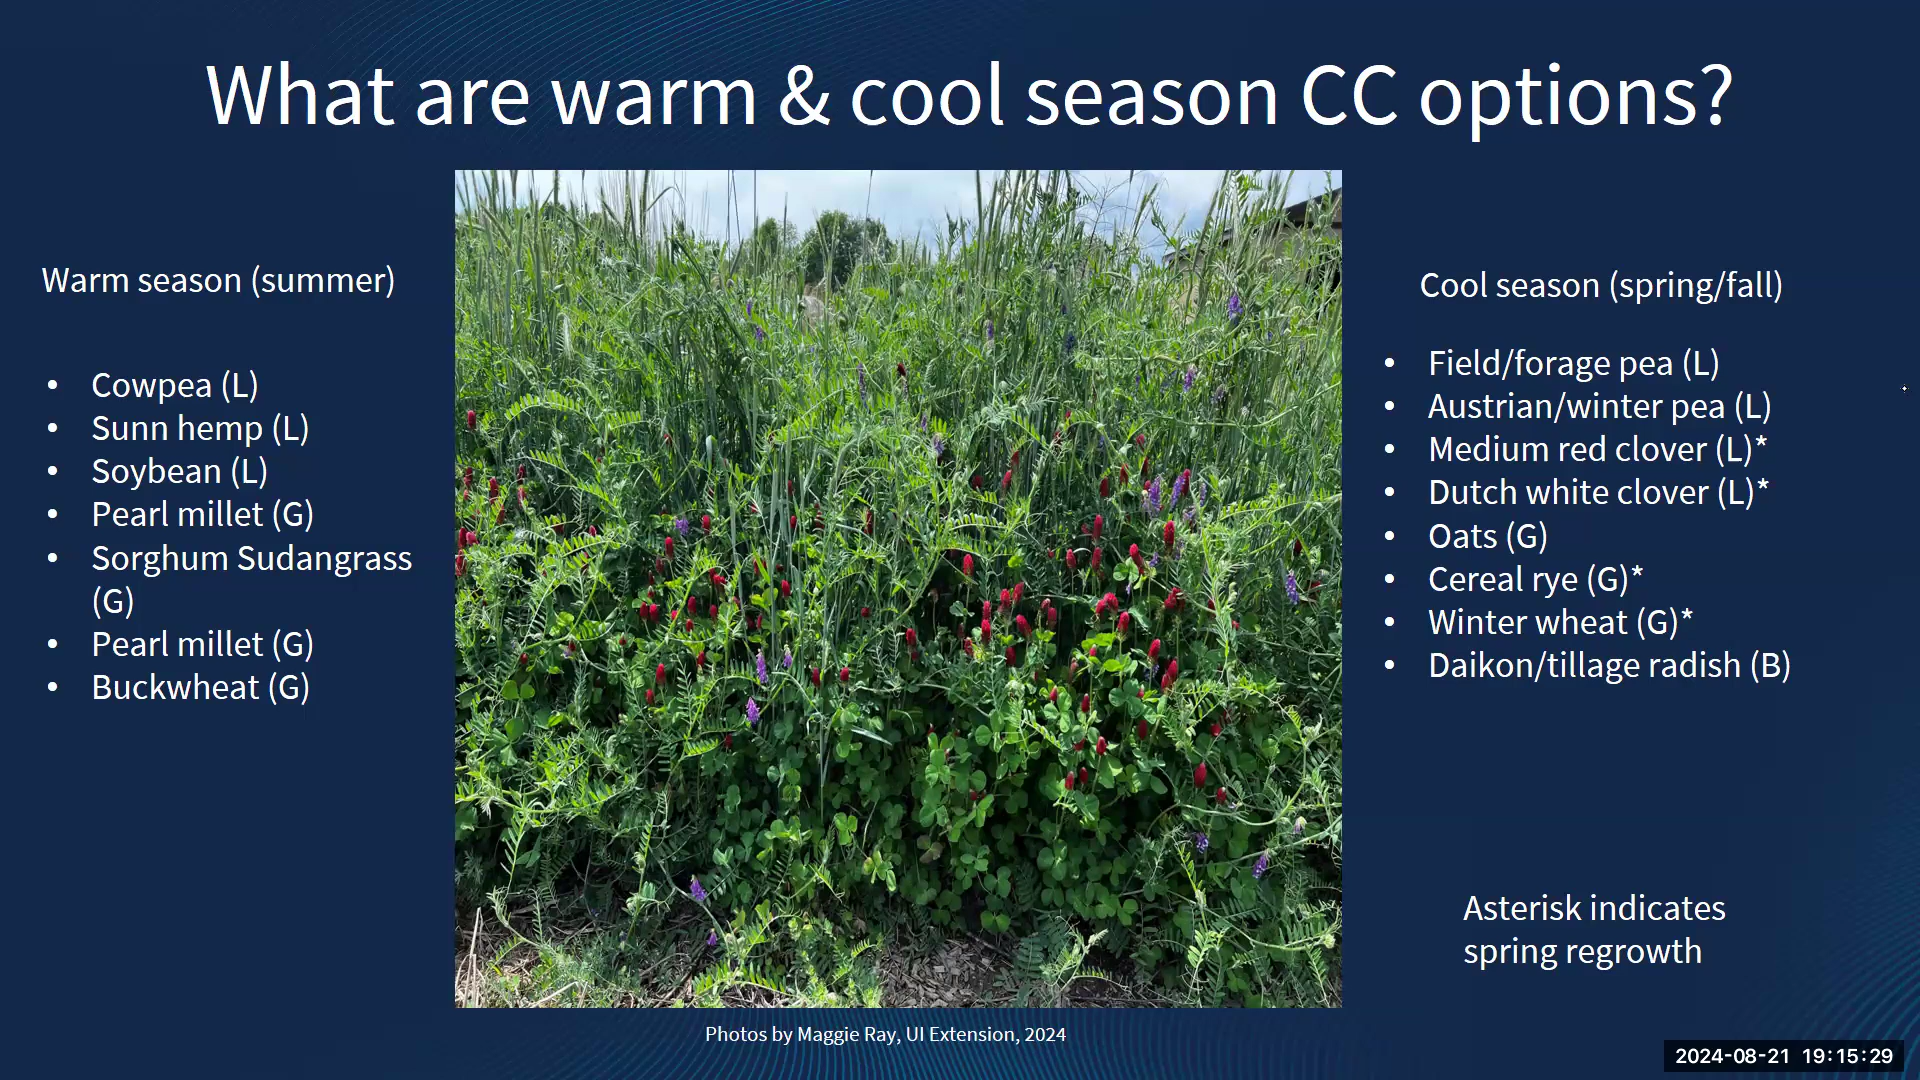 What are warm & cool season CC options?
Warm season (summer)
• Cowpea (L)
• Sunn hemp (L)
• Soybean (L)
• Pearl millet (G)
• Sorghum Sudangrass
(G)
• Pearl millet (G)
• Buckwheat (G)
Cool season (spring/fall)
• Field/forage pea (L)
• Austrian/winter pea (L)
• Medium red clover (L)*
• Dutch white clover (L)*
• Oats (G)
• Cereal rye (G)*
• Winter wheat (G)*
• Daikon/tillage radish (B)
Asterisk indicates
spring regrowth
Photos by Maggie Ray, UI Extension, 2024
2024-08-21 19:15:29